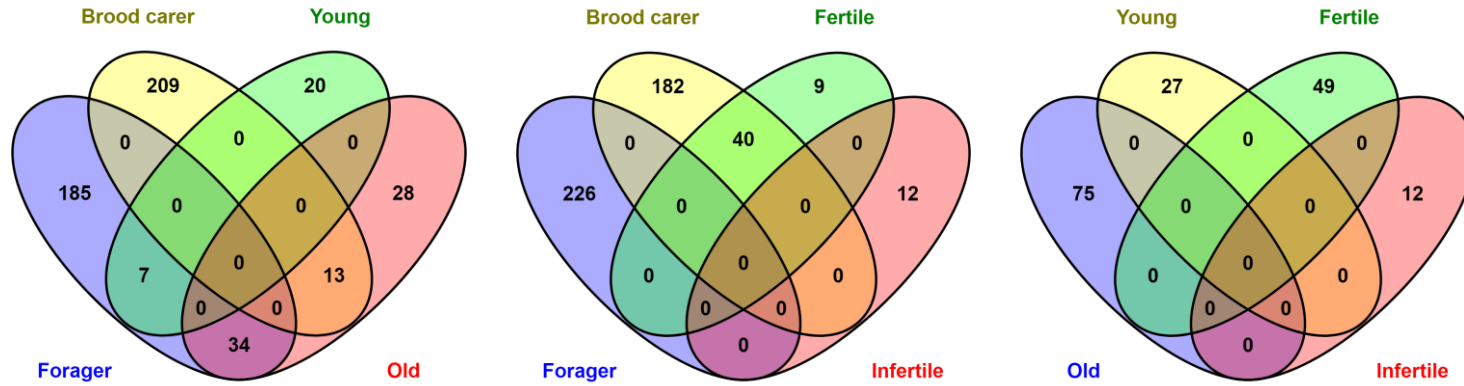 Brood carer Young Brood carer Fertile Young Fertile
209 20 182 9 27 49
0 0 0 0 40 0 0 0 0
185 28 226 12 75 12
0 0 0 0 0 0
7 0 13 0 0 0 0 0 0
0 0 0 0 0 0
34 0 0
Forager Old Forager Infertile Old Infertile